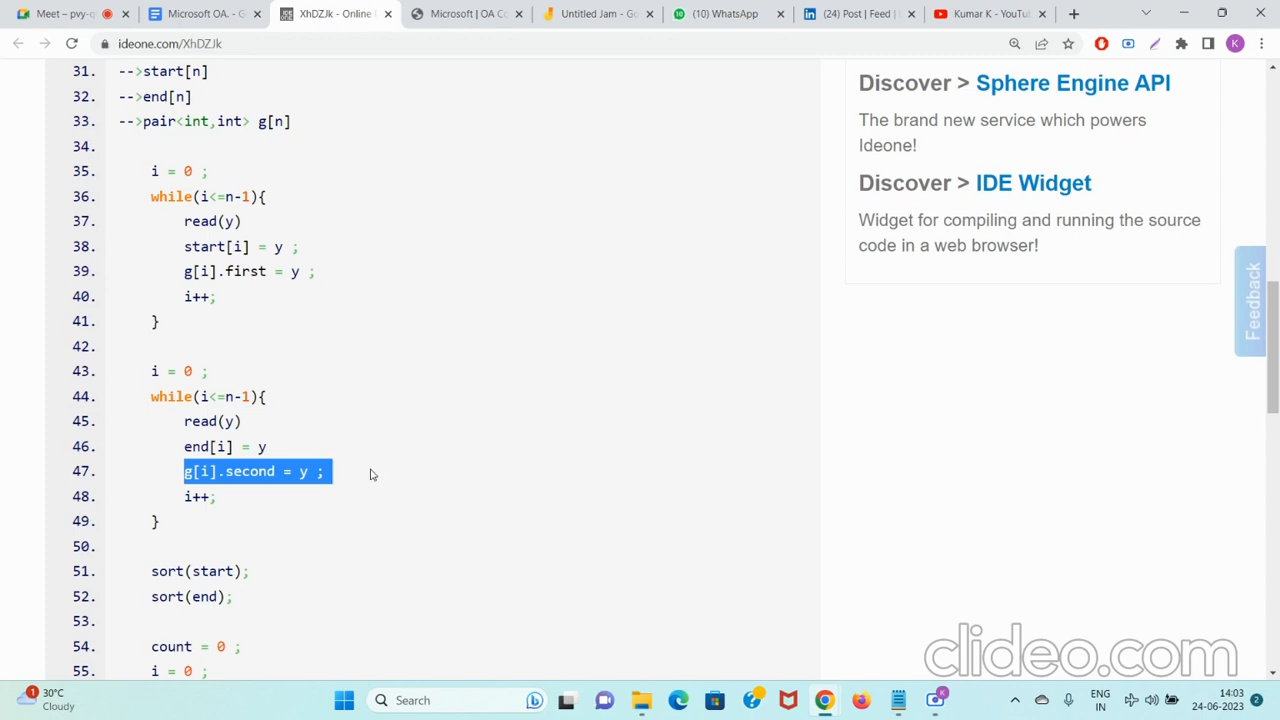 Meet - pvy-q
Microsoft OA. - G
XhDZJk - Online I
Microsoft | OA Co
Untitled Jam - Go
(10) WhatsApp
(24) Post | Feed | L
Kumar K - YouTu
ideone.com/XhDZJk
K
31. -->start[n]
32. -->end[n]
33. -->pair<int,int> g[n]
34.
35. i = 0 ;
36. while(i<=n-1){
37. read(y)
38. start[i] = y ;
39. g[i].first = y ;
40. i++;
41. }
42.
43. i = 0 ;
44. while(i<=n-1){
45. read(y)
46. end[i] = y
47. g[i].second = y ;
48. i++;
49. }
50.
51. sort(start);
52. sort(end);
53.
54. count = 0 ;
55. i = 0 ;
Discover > Sphere Engine API
The brand new service which powers
Ideone!
Discover > IDE Widget
Widget for compiling and running the source
code in a web browser!
Feedback
clideo.com
1
30°C
Cloudy
Search
K
ENG
IN
14:03
24-06-2023
2